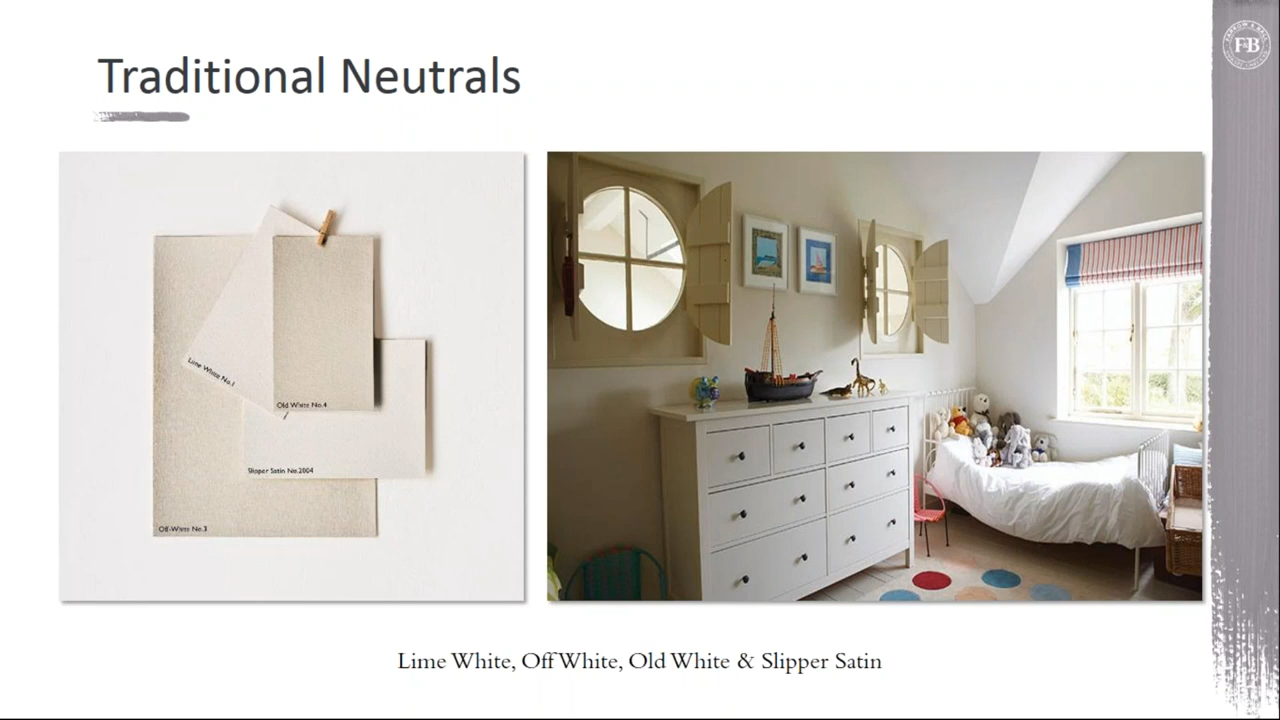 Traditional Neutrals
F&B
Lime White No.1
Old White No.4
Slipper Satin No.2004
Off-White No.3
Lime White, Off White, Old White & Slipper Satin